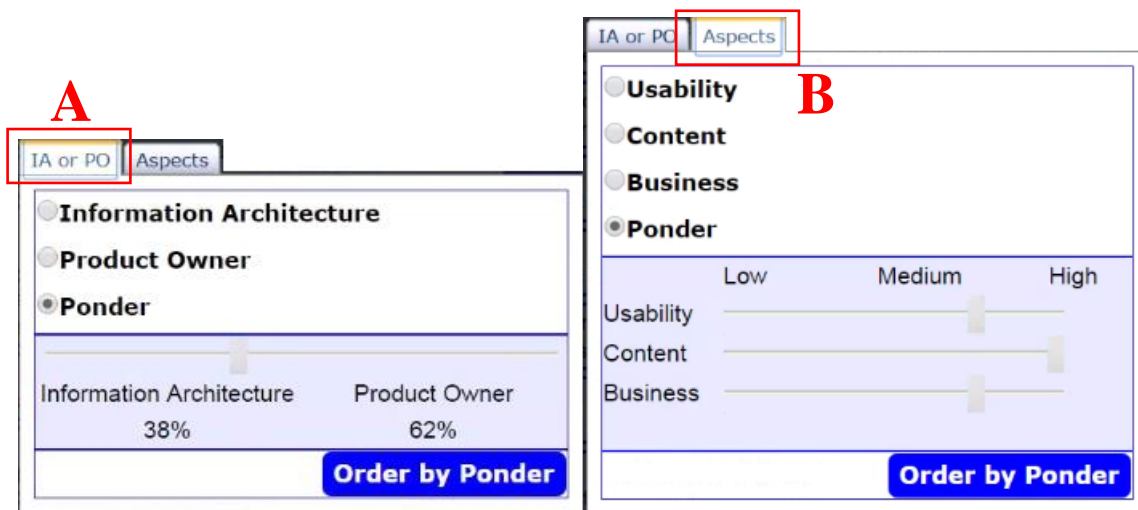 A
IA or PO Aspects
Information Architecture
Product Owner
Ponder
Information Architecture Product Owner
38% 62%
Order by Ponder
IA or PO Aspects
B
Usability
Content
Business
Ponder
Low Medium High
Usability
Content
Business
Order by Ponder